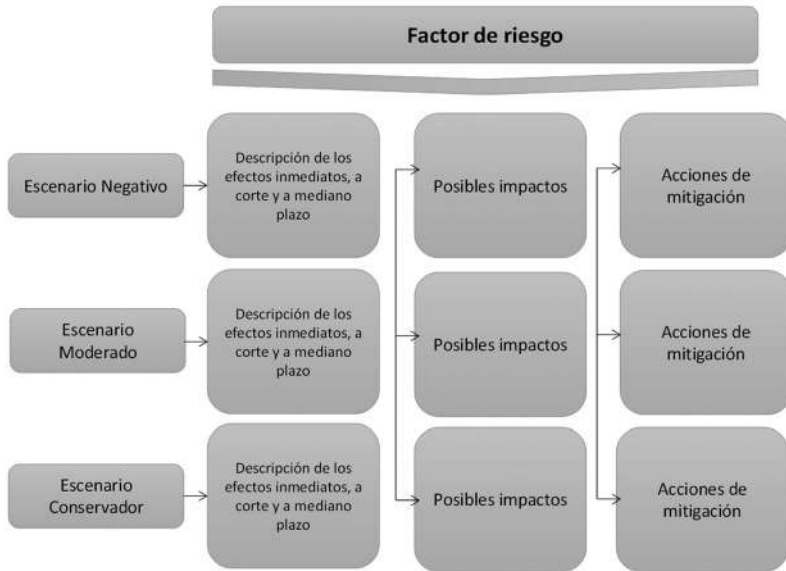 Factor de riesgo
Escenario Negativo
Descripción de los
efectos inmediatos, a
corte y a mediano
plazo
Posibles impactos
Acciones de
mitigación
Escenario
Moderado
Descripción de los
efectos inmediatos, a
corte y a mediano
plazo
Posibles impactos
Acciones de
mitigación
Escenario
Conservador
Descripción de los
efectos inmediatos, a
corte y a mediano
plazo
Posibles impactos
Acciones de
mitigación